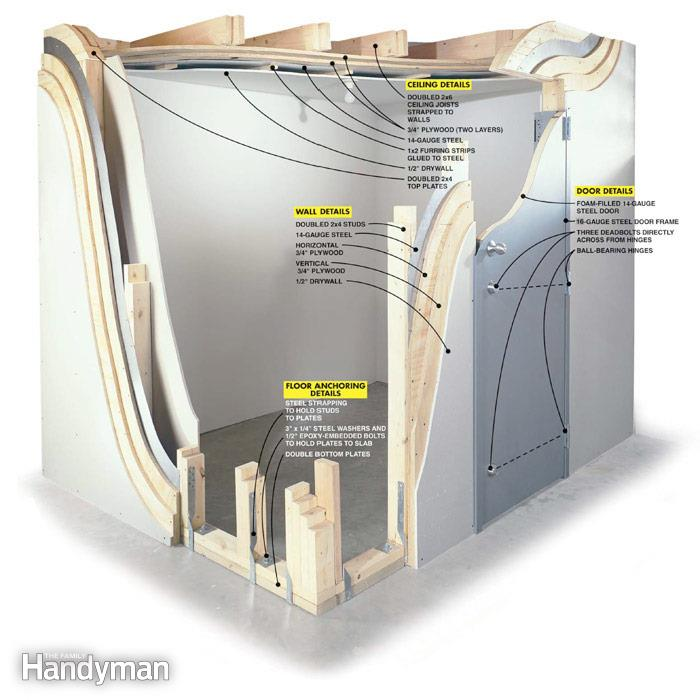 CEILING DETAILS
DOUBLED 2x6
CEILING JOISTS
STRAPPED TO
WALLS
3/4" PLYWOOD (TWO LAYERS)
14-GAUGE STEEL
1x2 FURRING STRIPS
GLUED TO STEEL
1/2" DRYWALL
DOUBLED 2x4
TOP PLATES
DOOR DETAILS
FOAM-FILLED 14-GAUGE
STEEL DOOR
16-GAUGE STEEL DOOR FRAME
THREE DEADBOLTS DIRECTLY
ACROSS FROM HINGES
BALL-BEARING HINGES
WALL DETAILS
DOUBLED 2x4 STUDS
14-GAUGE STEEL
HORIZONTAL
3/4" PLYWOOD
VERTICAL
3/4" PLYWOOD
1/2" DRYWALL
FLOOR ANCHORING
DETAILS
STEEL STRAPPING
TO HOLD STUDS
TO PLATES
3" x 1/4" STEEL WASHERS AND
1/2" EPOXY-EMBEDDED BOLTS
TO HOLD PLATES TO SLAB
DOUBLE BOTTOM PLATES
THE FAMILY
Handyman